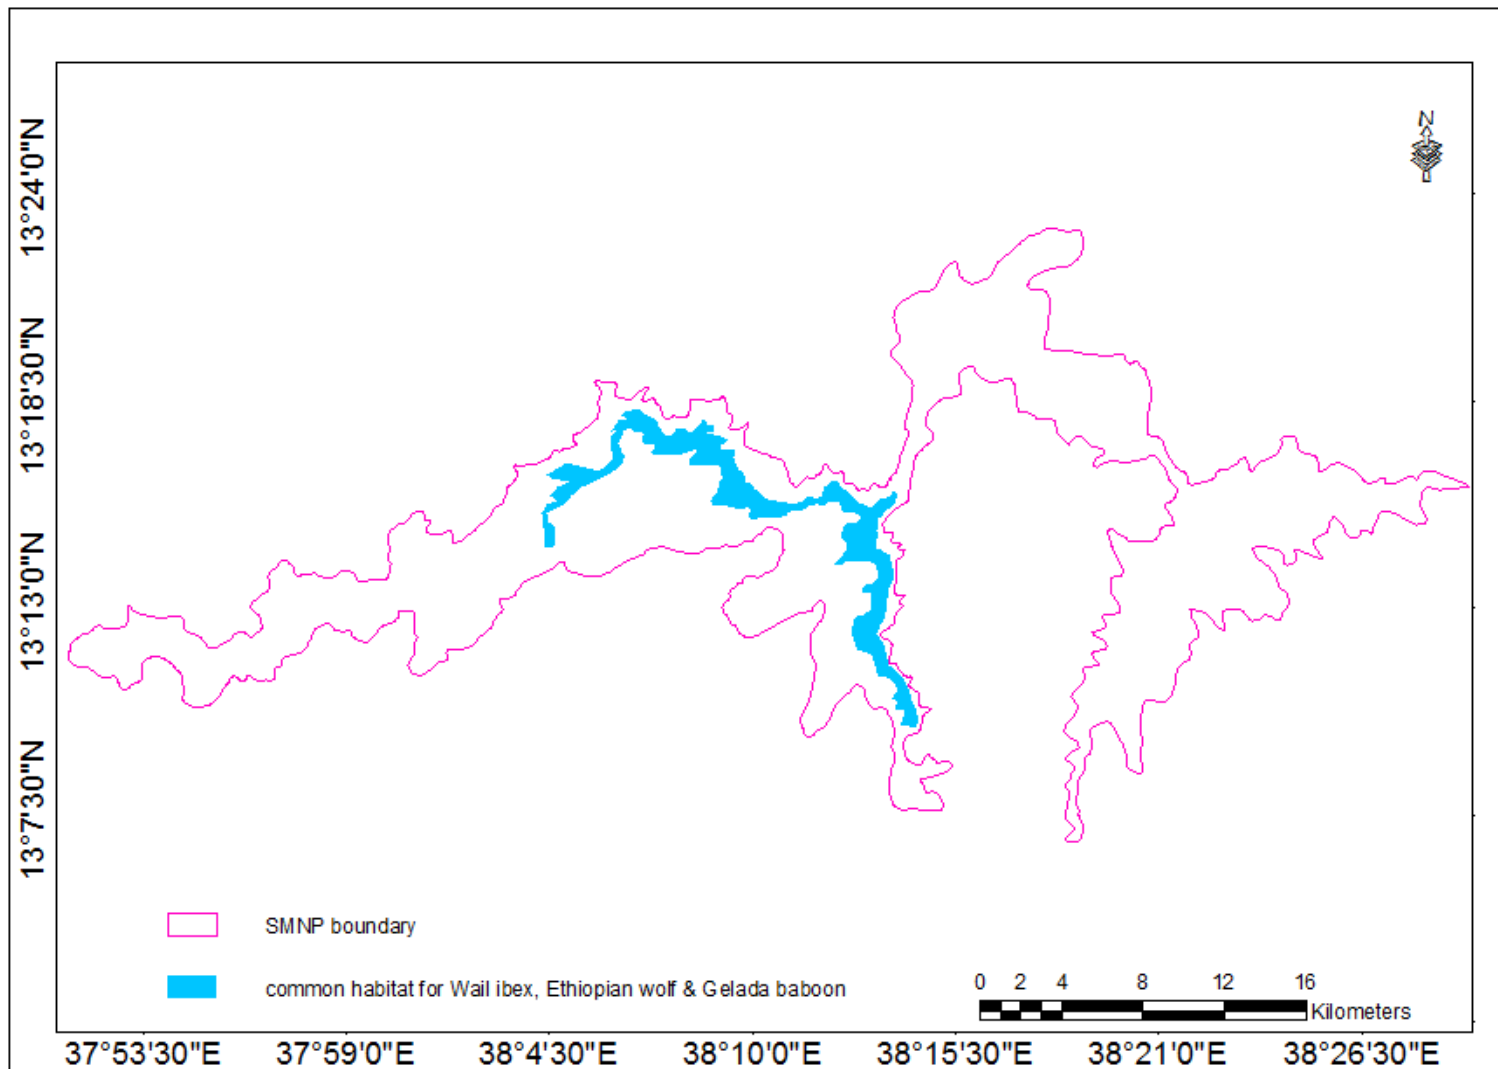 N
13°24'0"N
13°18'30"N
13°13'0"N
13°7'30"N
SMNP boundary
common habitat for Wail ibex, Ethiopian wolf & Gelada baboon
0 2 4 8 12 16
Kilometers
37°53'30"E 37°59'0"E 38°4'30"E 38°10'0"E 38°15'30"E 38°21'0"E 38°26'30"E